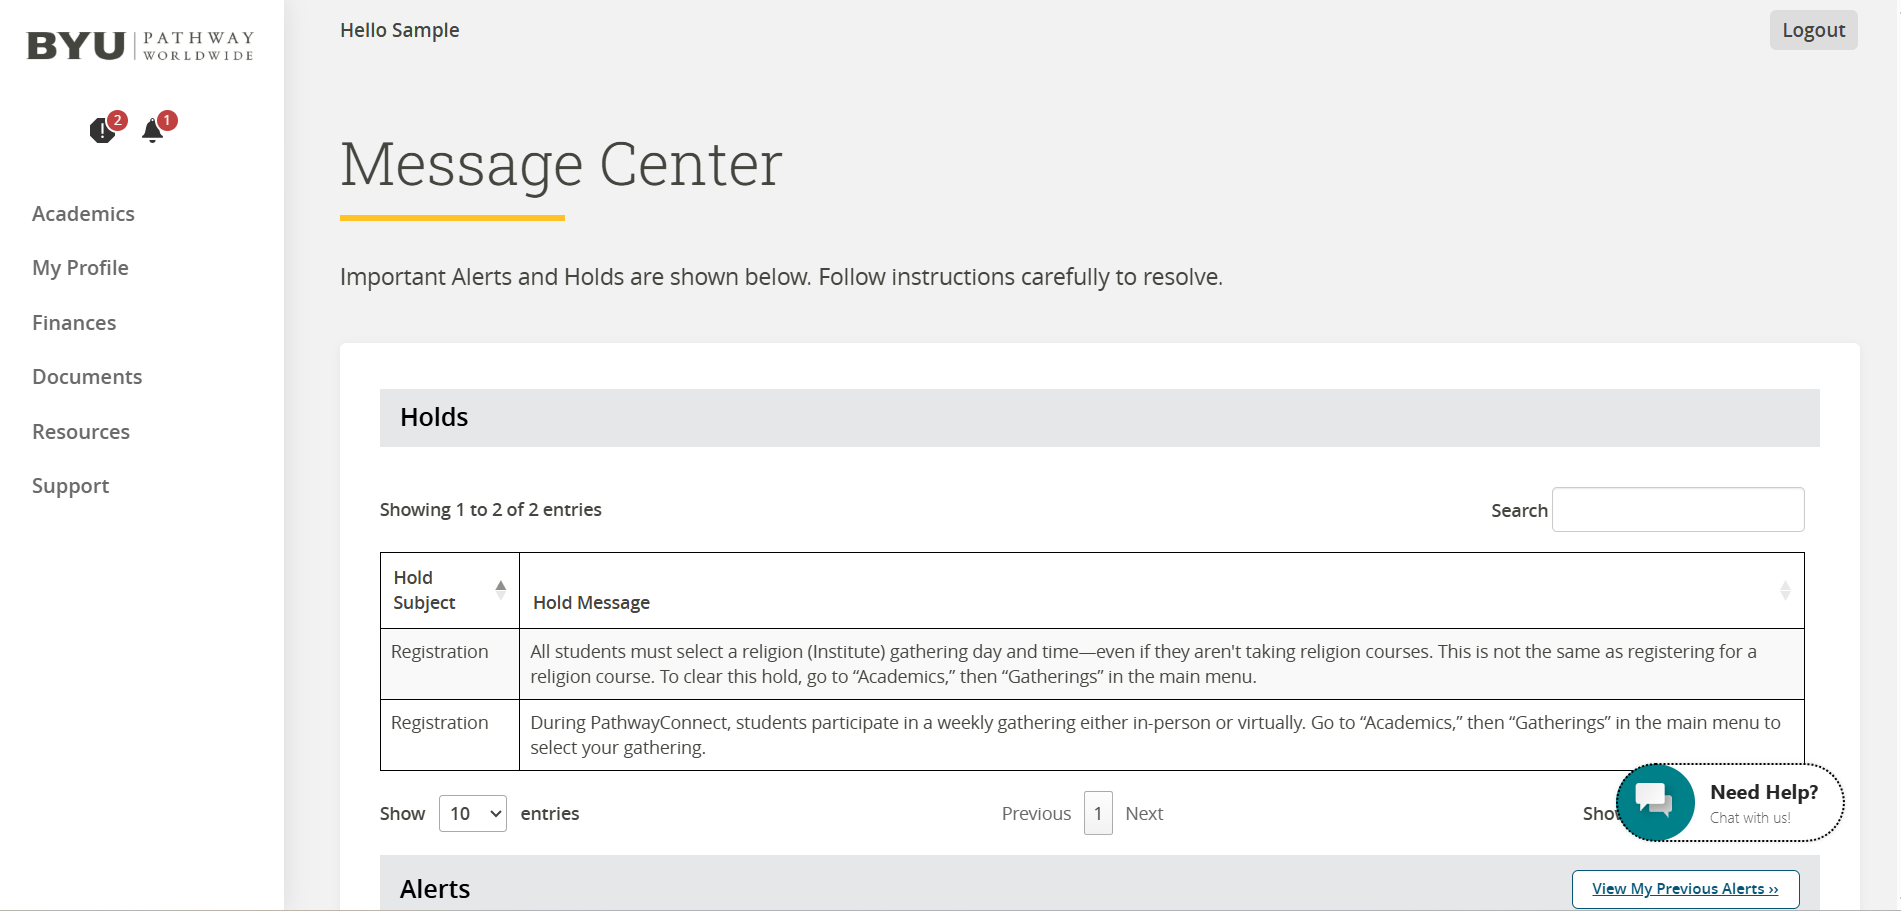 BYU PATHWAY WORLDWIDE
Hello Sample
Logout
2
1
Academics
My Profile
Finances
Documents
Resources
Support
Message Center
Important Alerts and Holds are shown below. Follow instructions carefully to resolve.
Holds
Showing 1 to 2 of 2 entries
Search
Hold Subject
Hold Message
Registration
All students must select a religion (Institute) gathering day and time—even if they aren't taking religion courses. This is not the same as registering for a
religion course. To clear this hold, go to “Academics,” then “Gatherings” in the main menu.
Registration
During PathwayConnect, students participate in a weekly gathering either in-person or virtually. Go to “Academics,” then “Gatherings” in the main menu to
select your gathering.
Show 10 entries
Previous 1 Next
Need Help?
Chat with us!
Alerts
View My Previous Alerts ››